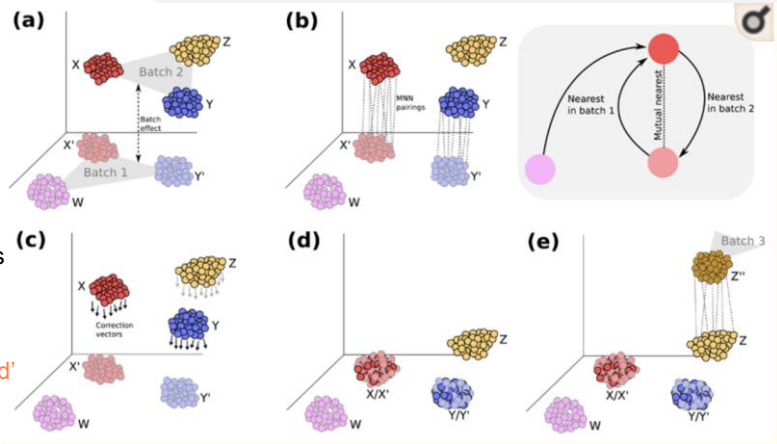 (a)
Z
X
Batch 2
Y
Batch
effect
X'
Batch 1
Y'
W
(b)
Z
X
Y
MNN
pairings
X'
Y'
W
Nearest
in batch 1
Mutual nearest
Nearest
in batch 2
(c)
Z
X
Y
Correction
vectors
X'
Y'
W
(d)
Z
X/X'
Y/Y'
W
(e)
Batch 3
Z''
Z
X/X'
Y/Y'
W
s
d'